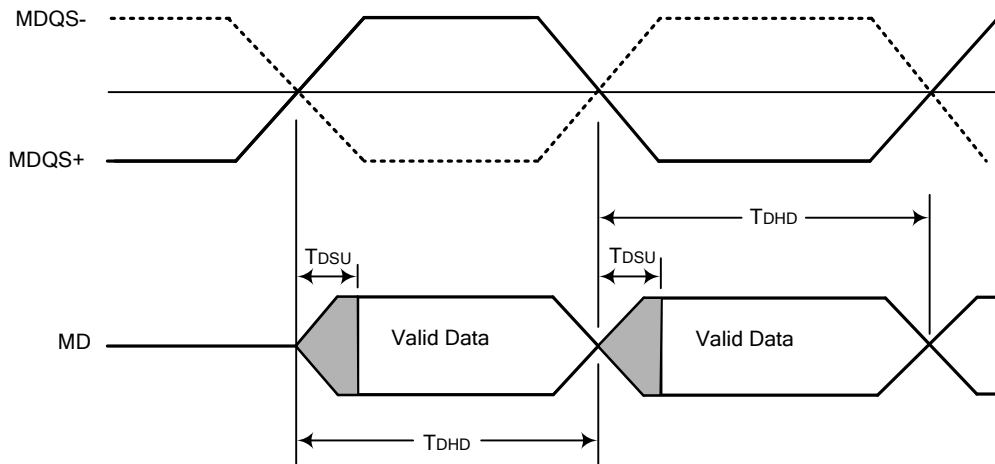 MDQS-
MDQS+
TDHD
TDSU
TDSU
MD
Valid Data
Valid Data
TDHD